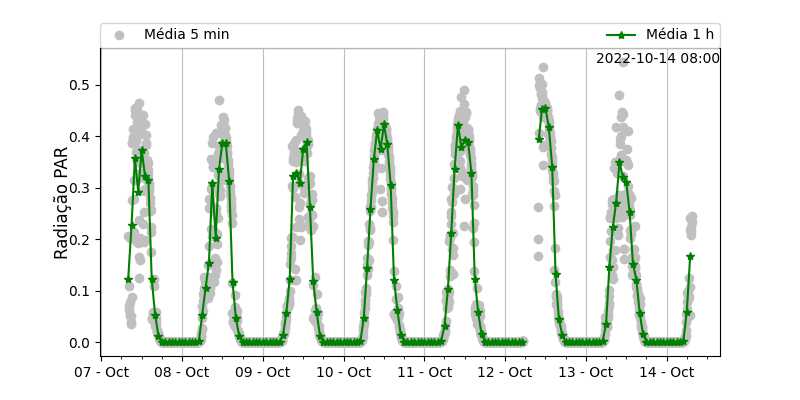 Média 5 min
Média 1 h
2022-10-14 08:00
Radiação PAR
0.5
0.4
0.3
0.2
0.1
0.0
07 - Oct
08 - Oct
09 - Oct
10 - Oct
11 - Oct
12 - Oct
13 - Oct
14 - Oct